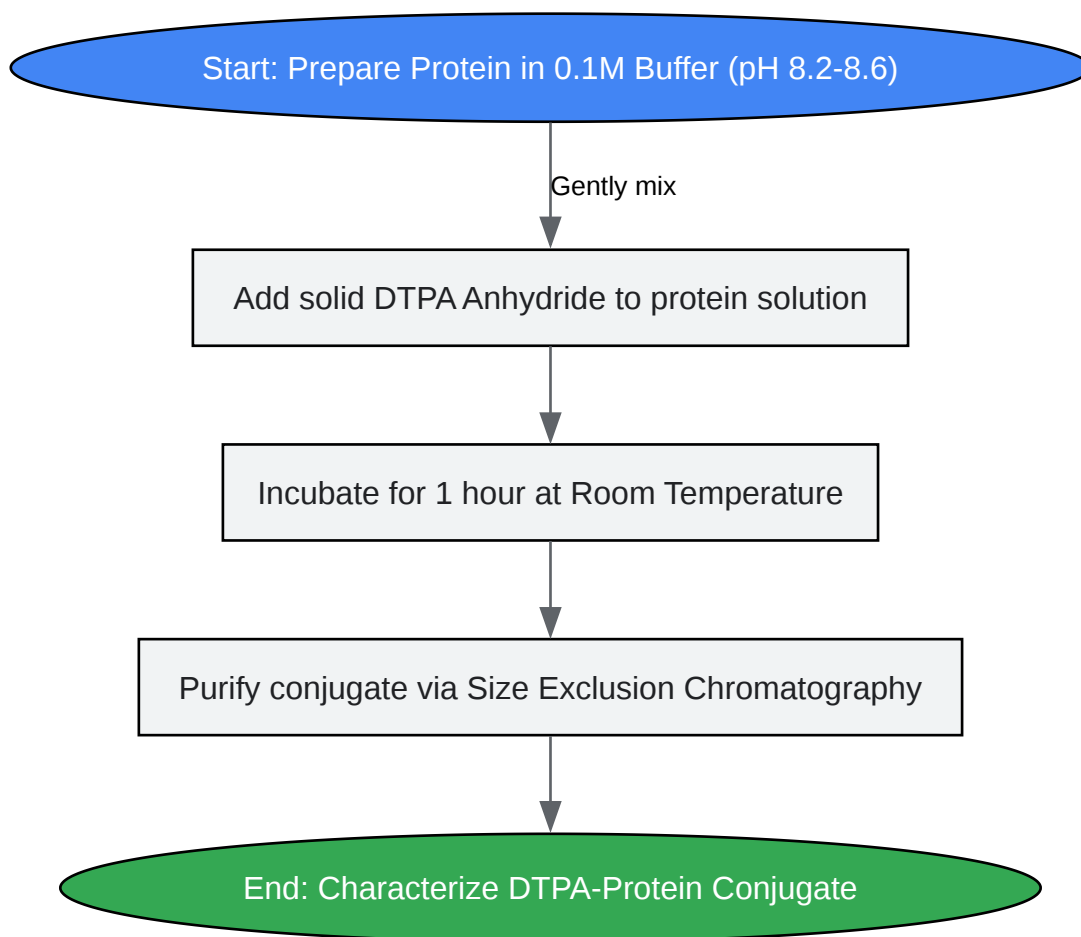 Start: Prepare Protein in 0.1M Buffer (pH 8.2-8.6)
Gently mix
Add solid DTPA Anhydride to protein solution
Incubate for 1 hour at Room Temperature
Purify conjugate via Size Exclusion Chromatography
End: Characterize DTPA-Protein Conjugate